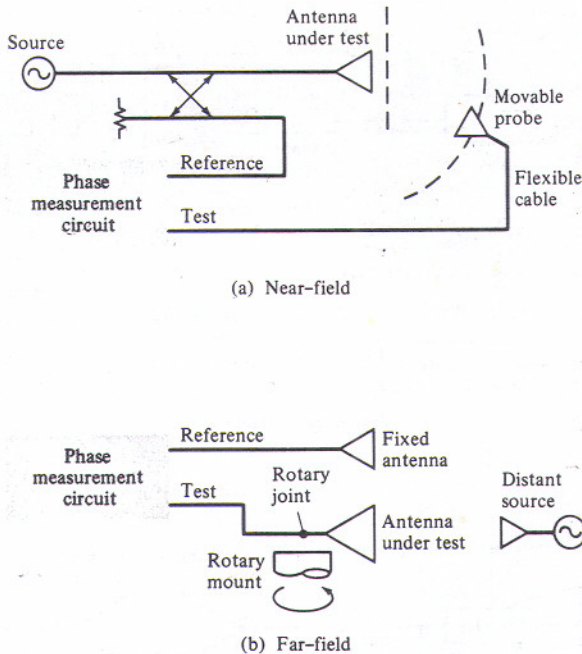 Antenna
under test
Source
Movable
probe
Reference
Phase
measurement
circuit
Flexible
cable
Test
(a) Near-field
Reference
Fixed
antenna
Phase
measurement
circuit
Test
Rotary
joint
Distant
source
Antenna
under test
Rotary
mount
(b) Far-field